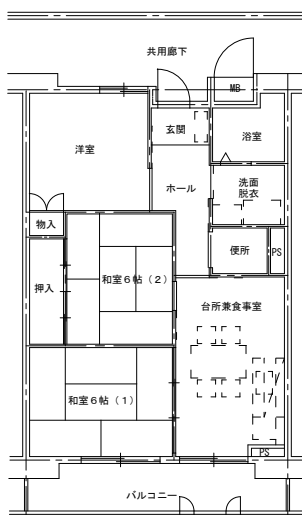 共用廊下
MB
玄関
浴室
洋室
ホール
洗面
脱衣
物入
便所
PS
押入
和室6帖（2）
台所兼食事室
和室6帖（1）
PS
バルコニー